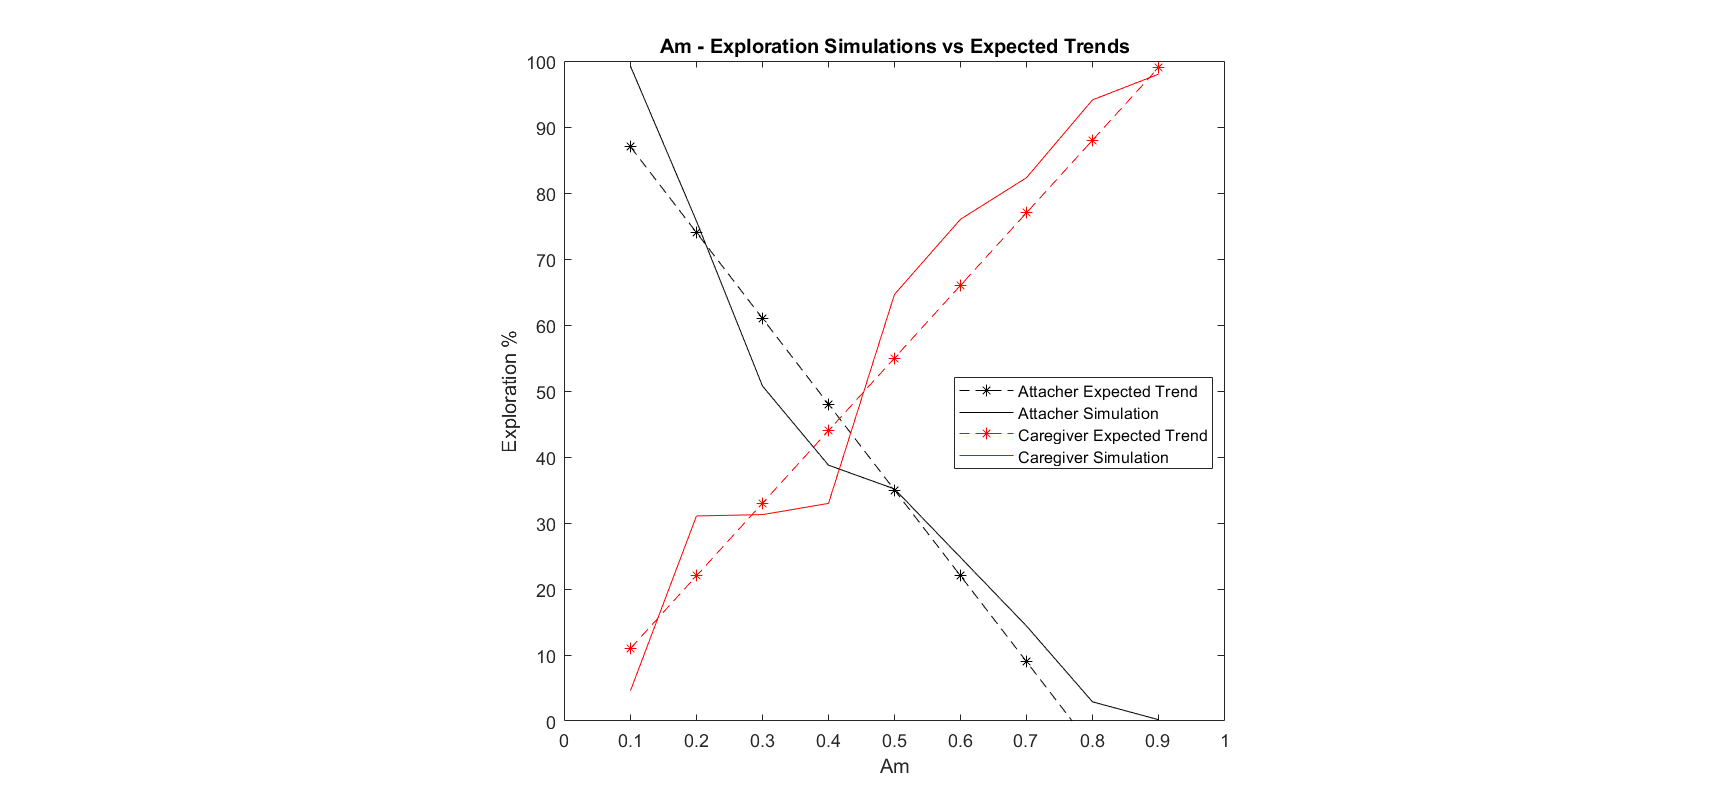 Am - Exploration Simulations vs Expected Trends
100
90
80
70
60
50
40
30
20
10
0
Exploration %
Attacher Expected Trend
Attacher Simulation
Caregiver Expected Trend
Caregiver Simulation
0 0.1 0.2 0.3 0.4 0.5 0.6 0.7 0.8 0.9 1
Am